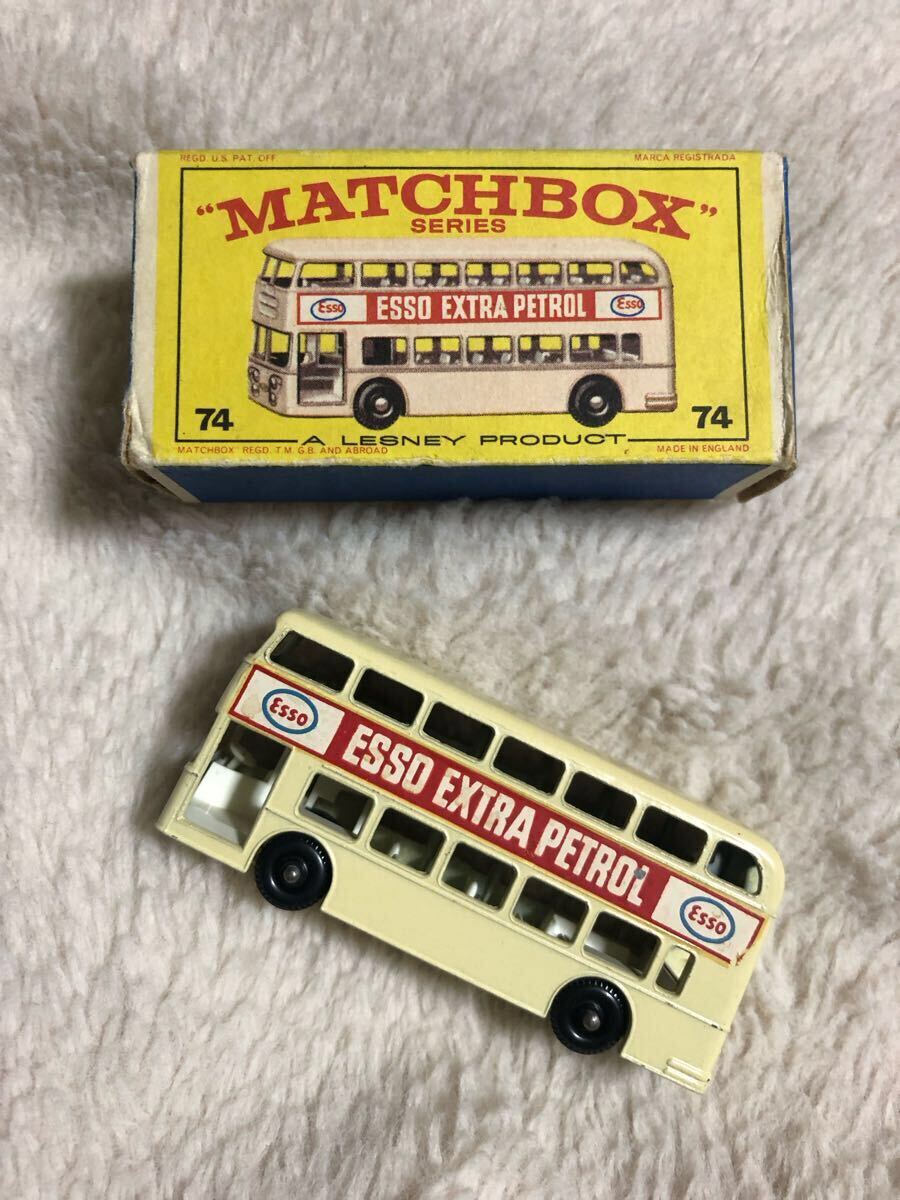 REGD. U.S. PAT. OFF
MARCA REGISTRADA
"MATCHBOX"
SERIES
Esso ESSO EXTRA PETROL Esso
74
74
A LESNEY PRODUCT
MATCHBOX REGD. T.M. G.B. AND ABROAD
MADE IN ENGLAND
Esso ESSO EXTRA PETROL Esso